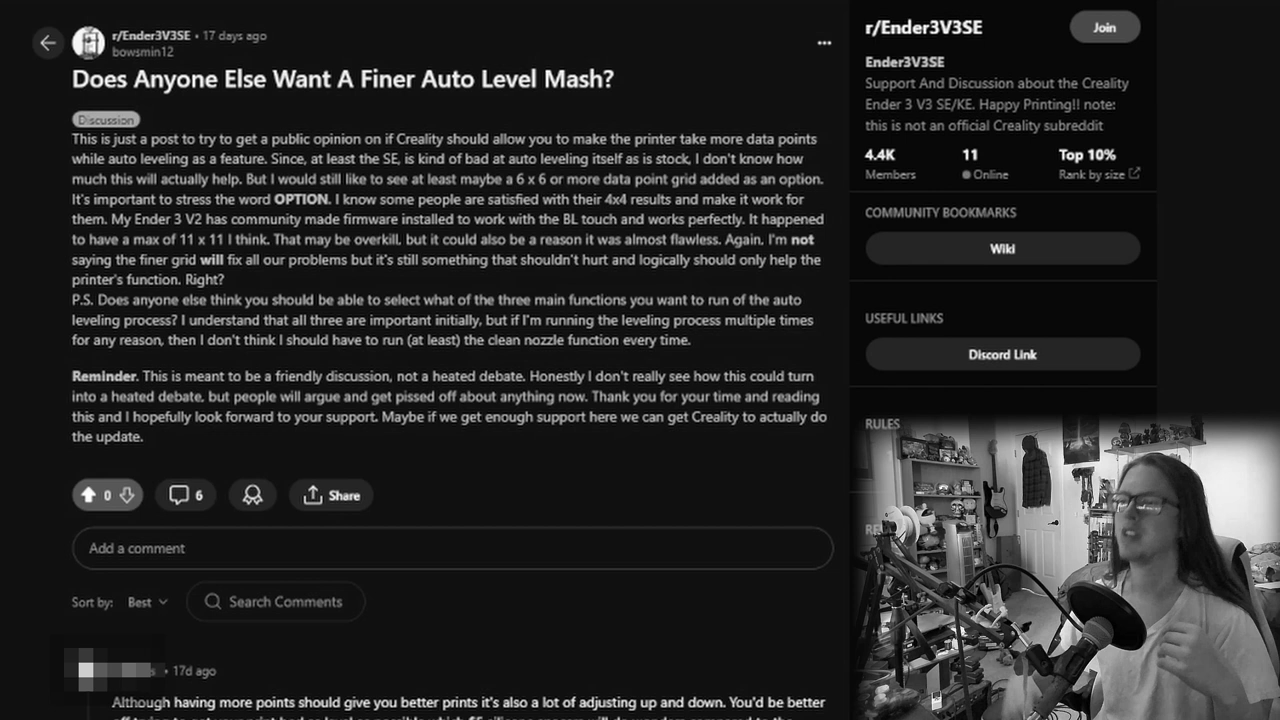 r/Ender3V3SE • 17 days ago
bowsmin12
Does Anyone Else Want A Finer Auto Level Mash?
Discussion
This is just a post to try to get a public opinion on if Creality should allow you to make the printer take more data points
while auto leveling as a feature. Since, at least the SE, is kind of bad at auto leveling itself as is stock, I don't know how
much this will actually help. But I would still like to see at least maybe a 6 x 6 or more data point grid added as an option.
It's important to stress the word OPTION. I know some people are satisfied with their 4x4 results and make it work for
them. My Ender 3 V2 has community made firmware installed to work with the BL touch and works perfectly. It happened
to have a max of 11 x 11 I think. That may be overkill, but it could also be a reason it was almost flawless. Again, I'm not
saying the finer grid will fix all our problems but it's still something that shouldn't hurt and logically should only help the
printer's function. Right?
P.S. Does anyone else think you should be able to select what of the three main functions you want to run of the auto
leveling process? I understand that all three are important initially, but if I'm running the leveling process multiple times
for any reason, then I don't think I should have to run (at least) the clean nozzle function every time.
Reminder. This is meant to be a friendly discussion, not a heated debate. Honestly I don't really see how this could turn
into a heated debate, but people will argue and get pissed off about anything now. Thank you for your time and reading
this and I hopefully look forward to your support. Maybe if we get enough support here we can get Creality to actually do
the update.
0
6
Share
Add a comment
Sort by: Best
Search Comments
• 17d ago
Although having more points should give you better prints it's also a lot of adjusting up and down. You'd be better
r/Ender3V3SE
Join
Ender3V3SE
Support And Discussion about the Creality
Ender 3 V3 SE/KE. Happy Printing!! note:
this is not an official Creality subreddit
4.4K 11 Top 10%
Members Online Rank by size
COMMUNITY BOOKMARKS
Wiki
USEFUL LINKS
Discord Link
RULES